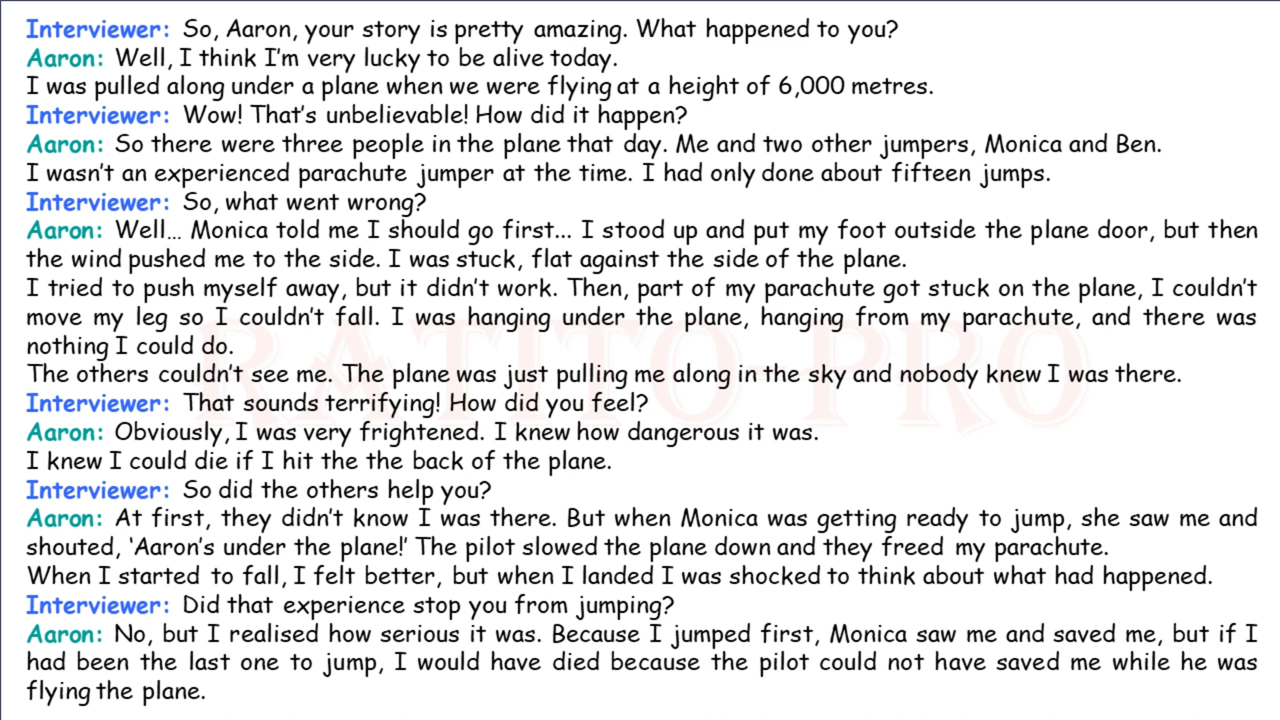 Interviewer: So, Aaron, your story is pretty amazing. What happened to you?
Aaron: Well, I think I'm very lucky to be alive today.
I was pulled along under a plane when we were flying at a height of 6,000 metres.
Interviewer: Wow! That's unbelievable! How did it happen?
Aaron: So there were three people in the plane that day. Me and two other jumpers, Monica and Ben.
I wasn't an experienced parachute jumper at the time. I had only done about fifteen jumps.
Interviewer: So, what went wrong?
Aaron: Well... Monica told me I should go first... I stood up and put my foot outside the plane door, but then
the wind pushed me to the side. I was stuck, flat against the side of the plane.
I tried to push myself away, but it didn't work. Then, part of my parachute got stuck on the plane, I couldn't
move my leg so I couldn't fall. I was hanging under the plane, hanging from my parachute, and there was
nothing I could do.
The others couldn't see me. The plane was just pulling me along in the sky and nobody knew I was there.
Interviewer: That sounds terrifying! How did you feel?
Aaron: Obviously, I was very frightened. I knew how dangerous it was.
I knew I could die if I hit the the back of the plane.
Interviewer: So did the others help you?
Aaron: At first, they didn't know I was there. But when Monica was getting ready to jump, she saw me and
shouted, 'Aaron's under the plane!' The pilot slowed the plane down and they freed my parachute.
When I started to fall, I felt better, but when I landed I was shocked to think about what had happened.
Interviewer: Did that experience stop you from jumping?
Aaron: No, but I realised how serious it was. Because I jumped first, Monica saw me and saved me, but if I
had been the last one to jump, I would have died because the pilot could not have saved me while he was
flying the plane.
RATITO PRO